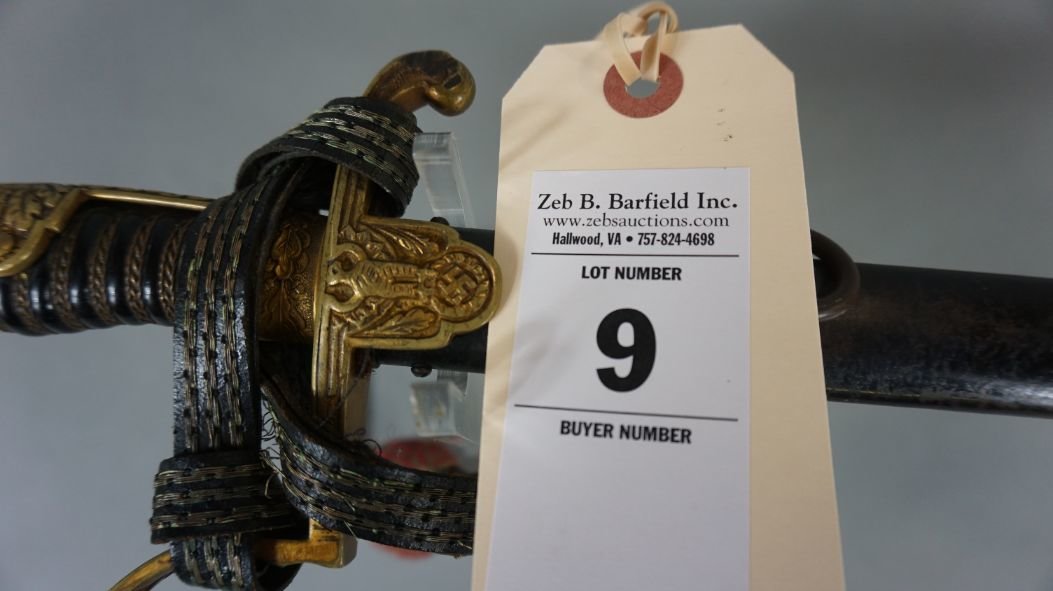 Zeb B. Barfield Inc.
www.zebsauctions.com
Hallwood, VA • 757-824-4698
LOT NUMBER
9
BUYER NUMBER